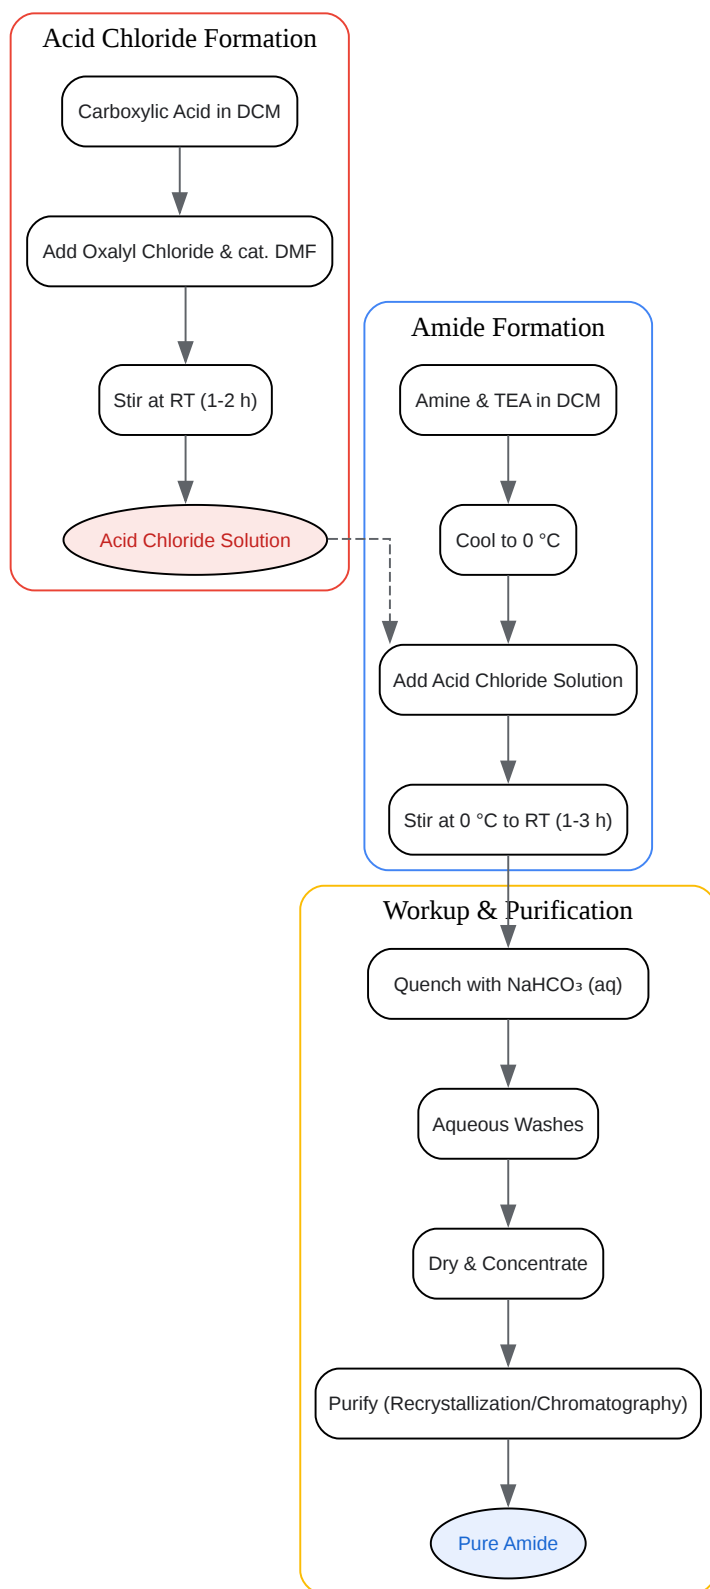 Acid Chloride Formation
Carboxylic Acid in DCM
Add Oxalyl Chloride & cat. DMF
Stir at RT (1-2 h)
Acid Chloride Solution
Amide Formation
Amine & TEA in DCM
Cool to 0 °C
Add Acid Chloride Solution
Stir at 0 °C to RT (1-3 h)
Workup & Purification
Quench with NaHCO₃ (aq)
Aqueous Washes
Dry & Concentrate
Purify (Recrystallization/Chromatography)
Pure Amide